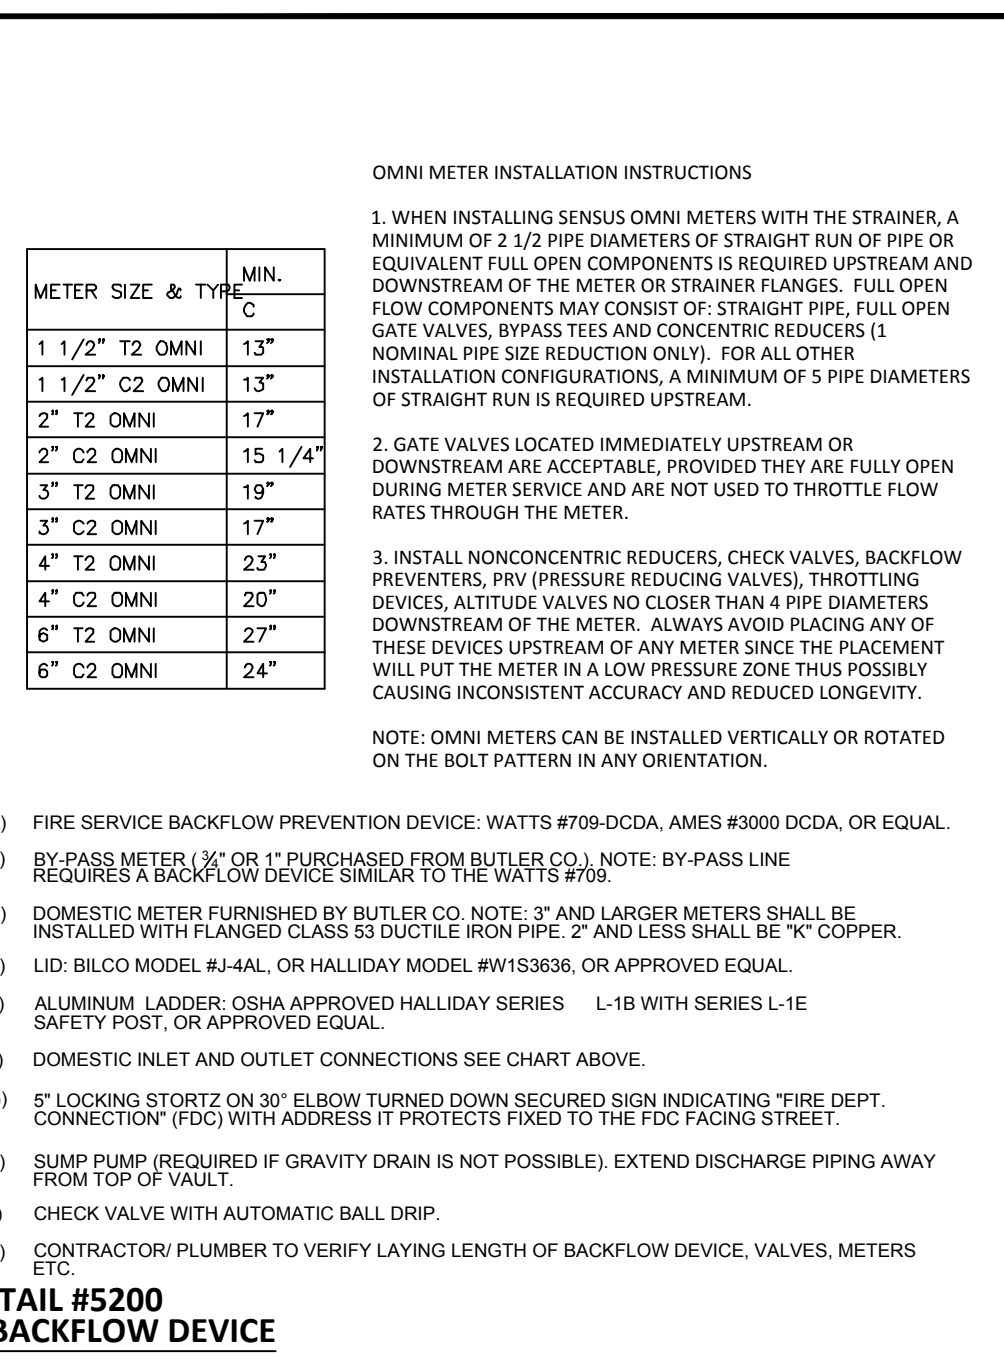 OMNI METER INSTALLATION INSTRUCTIONS
1. WHEN INSTALLING SENSUS OMNI METERS WITH THE STRAINER, A
MINIMUM OF 2 1/2 PIPE DIAMETERS OF STRAIGHT RUN OF PIPE OR
EQUIVALENT FULL OPEN COMPONENTS IS REQUIRED UPSTREAM AND
DOWNSTREAM OF THE METER OR STRAINER FLANGES.  FULL OPEN
FLOW COMPONENTS MAY CONSIST OF: STRAIGHT PIPE, FULL OPEN
GATE VALVES, BYPASS TEES AND CONCENTRIC REDUCERS (1
NOMINAL PIPE SIZE REDUCTION ONLY).  FOR ALL OTHER
INSTALLATION CONFIGURATIONS, A MINIMUM OF 5 PIPE DIAMETERS
OF STRAIGHT RUN IS REQUIRED UPSTREAM.
2. GATE VALVES LOCATED IMMEDIATELY UPSTREAM OR
DOWNSTREAM ARE ACCEPTABLE, PROVIDED THEY ARE FULLY OPEN
DURING METER SERVICE AND ARE NOT USED TO THROTTLE FLOW
RATES THROUGH THE METER.
3. INSTALL NONCONCENTRIC REDUCERS, CHECK VALVES, BACKFLOW
PREVENTERS, PRV (PRESSURE REDUCING VALVES), THROTTLING
DEVICES, ALTITUDE VALVES NO CLOSER THAN 4 PIPE DIAMETERS
DOWNSTREAM OF THE METER.  ALWAYS AVOID PLACING ANY OF
THESE DEVICES UPSTREAM OF ANY METER SINCE THE PLACEMENT
WILL PUT THE METER IN A LOW PRESSURE ZONE THUS POSSIBLY
CAUSING INCONSISTENT ACCURACY AND REDUCED LONGEVITY.
NOTE: OMNI METERS CAN BE INSTALLED VERTICALLY OR ROTATED
ON THE BOLT PATTERN IN ANY ORIENTATION.
METER SIZE & TYPE MIN.
C
1 1/2" T2 OMNI 13"
1 1/2" C2 OMNI 13"
2" T2 OMNI 17"
2" C2 OMNI 15 1/4"
3" T2 OMNI 19"
3" C2 OMNI 17"
4" T2 OMNI 23"
4" C2 OMNI 20"
6" T2 OMNI 27"
6" C2 OMNI 24"
) FIRE SERVICE BACKFLOW PREVENTION DEVICE: WATTS #709-DCDA, AMES #3000 DCDA, OR EQUAL.
) BY-PASS METER ( ¾" OR 1" PURCHASED FROM BUTLER CO.). NOTE: BY-PASS LINE
REQUIRES A BACKFLOW DEVICE SIMILAR TO THE WATTS #709.
) DOMESTIC METER FURNISHED BY BUTLER CO. NOTE: 3" AND LARGER METERS SHALL BE
INSTALLED WITH FLANGED CLASS 53 DUCTILE IRON PIPE. 2" AND LESS SHALL BE "K" COPPER.
) LID: BILCO MODEL #J-4AL, OR HALLIDAY MODEL #W1S3636, OR APPROVED EQUAL.
) ALUMINUM  LADDER: OSHA APPROVED HALLIDAY SERIES L-1B WITH SERIES L-1E
SAFETY POST, OR APPROVED EQUAL.
) DOMESTIC INLET AND OUTLET CONNECTIONS SEE CHART ABOVE.
) 5" LOCKING STORTZ ON 30° ELBOW TURNED DOWN SECURED SIGN INDICATING "FIRE DEPT.
CONNECTION" (FDC) WITH ADDRESS IT PROTECTS FIXED TO THE FDC FACING STREET.
) SUMP PUMP (REQUIRED IF GRAVITY DRAIN IS NOT POSSIBLE). EXTEND DISCHARGE PIPING AWAY
FROM TOP OF VAULT.
) CHECK VALVE WITH AUTOMATIC BALL DRIP.
) CONTRACTOR/ PLUMBER TO VERIFY LAYING LENGTH OF BACKFLOW DEVICE, VALVES, METERS
ETC.
TAIL #5200
BACKFLOW DEVICE